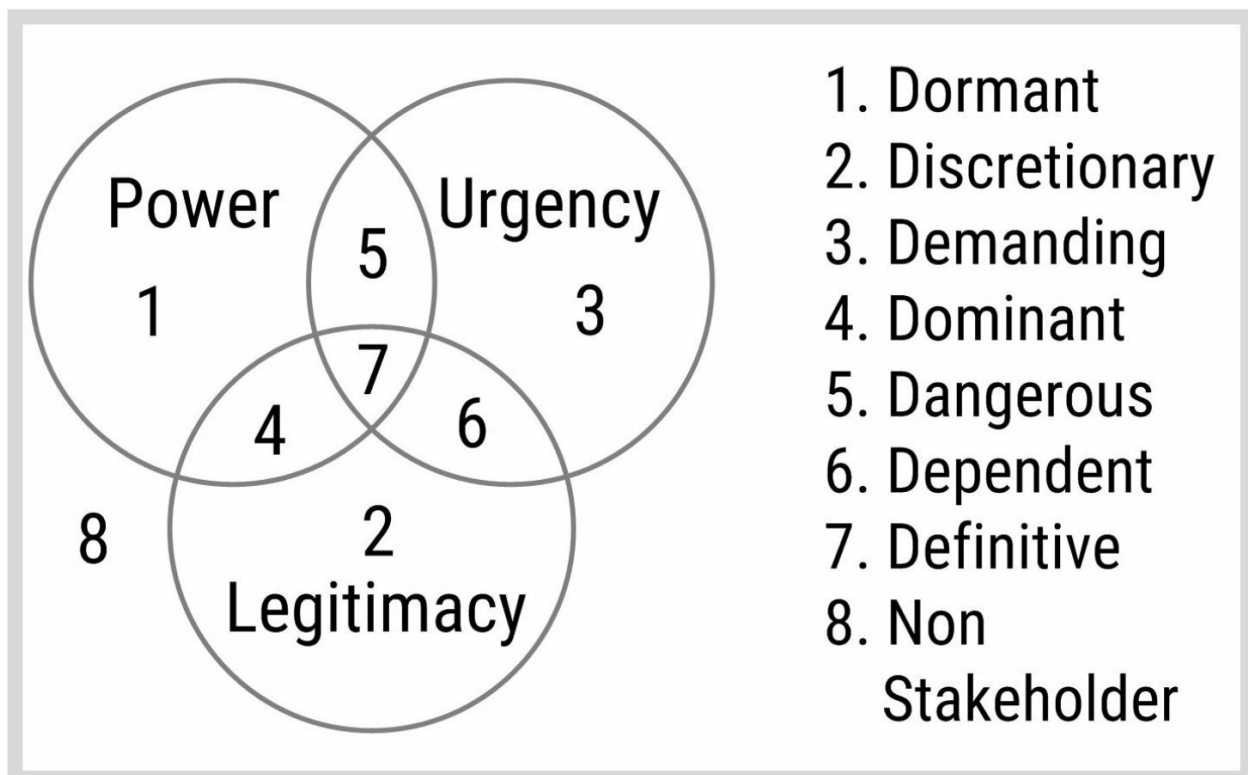 Power
Urgency
5
1
3
7
4
6
8
2
Legitimacy
1. Dormant
2. Discretionary
3. Demanding
4. Dominant
5. Dangerous
6. Dependent
7. Definitive
8. Non
Stakeholder